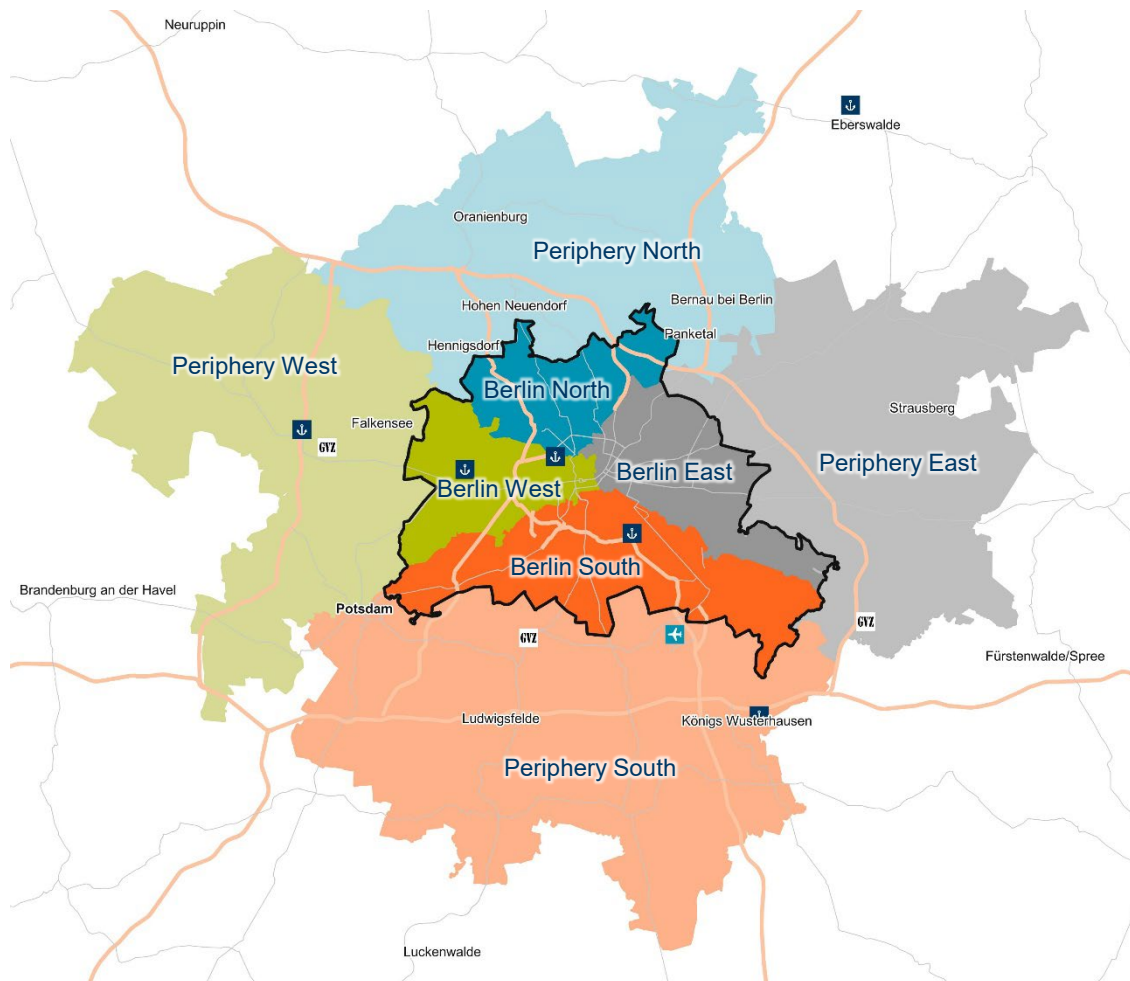 Neuruppin
Eberswalde
Oranienburg
Periphery North
Hohen Neuendorf
Bernau bei Berlin
Panketal
Hennigsdorf
Periphery West
Berlin North
Falkensee
Strausberg
GVZ
Periphery East
Berlin East
Berlin West
Berlin South
Brandenburg an der Havel
Potsdam
GVZ
GVZ
Fürstenwalde/Spree
Ludwigsfelde
Königs Wusterhausen
Periphery South
Luckenwalde